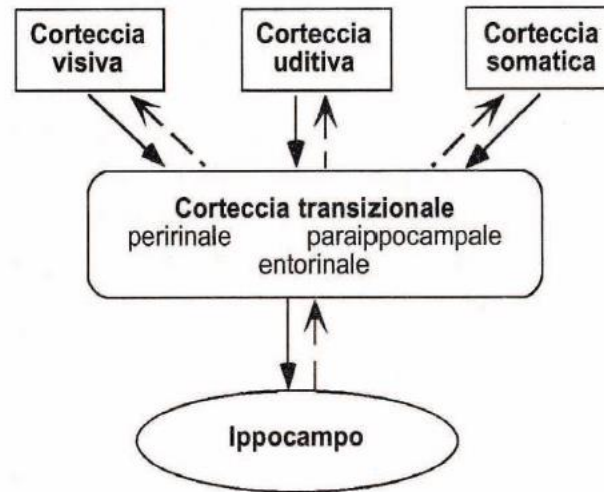 Corteccia
visiva
Corteccia
uditiva
Corteccia
somatica
Corteccia transizionale
peririnale paraippocampale
entorinale
Ippocampo